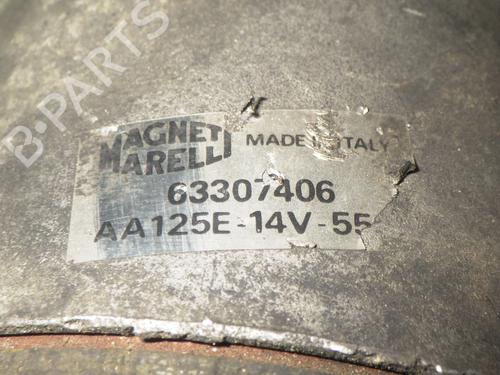 B-PARTS
MAGNETI
MARELLI
MADE IN ITALY
63307406
AA125E-14V-55